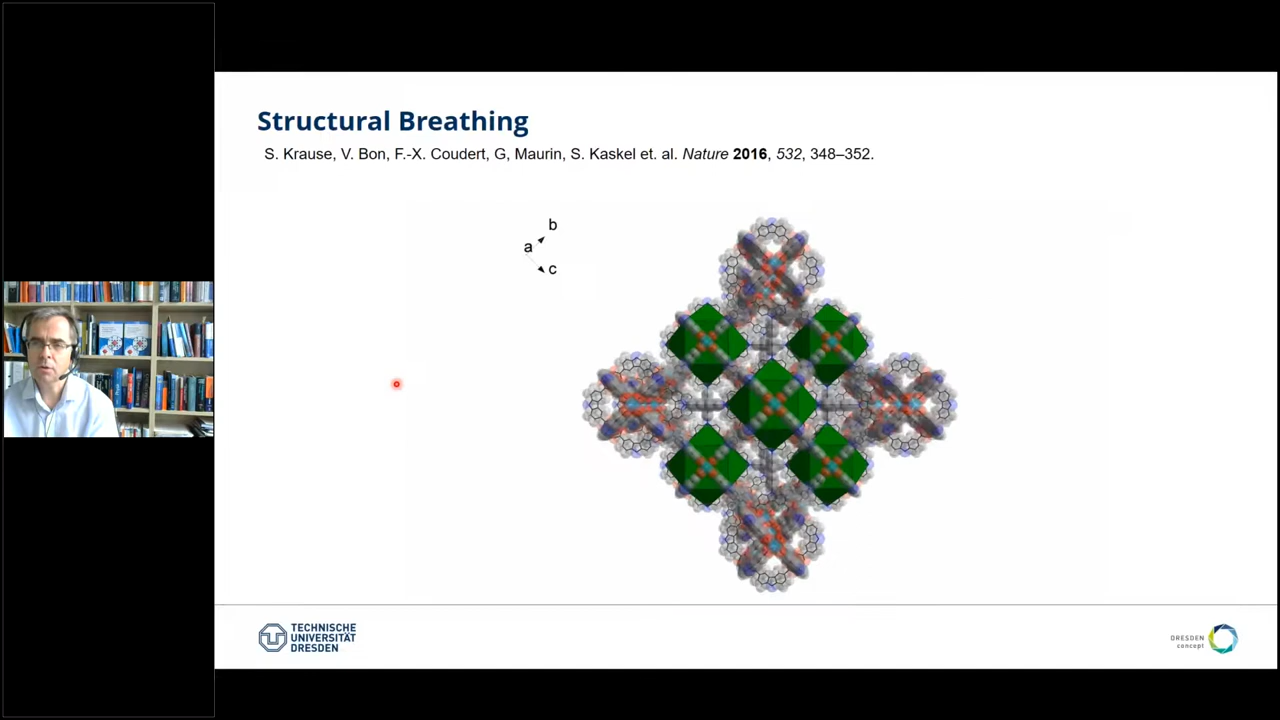 Structural Breathing
S. Krause, V. Bon, F.-X. Coudert, G, Maurin, S. Kaskel et. al. Nature 2016, 532, 348–352.
b
a
c
TECHNISCHE
UNIVERSITÄT
DRESDEN
DRESDEN
concept